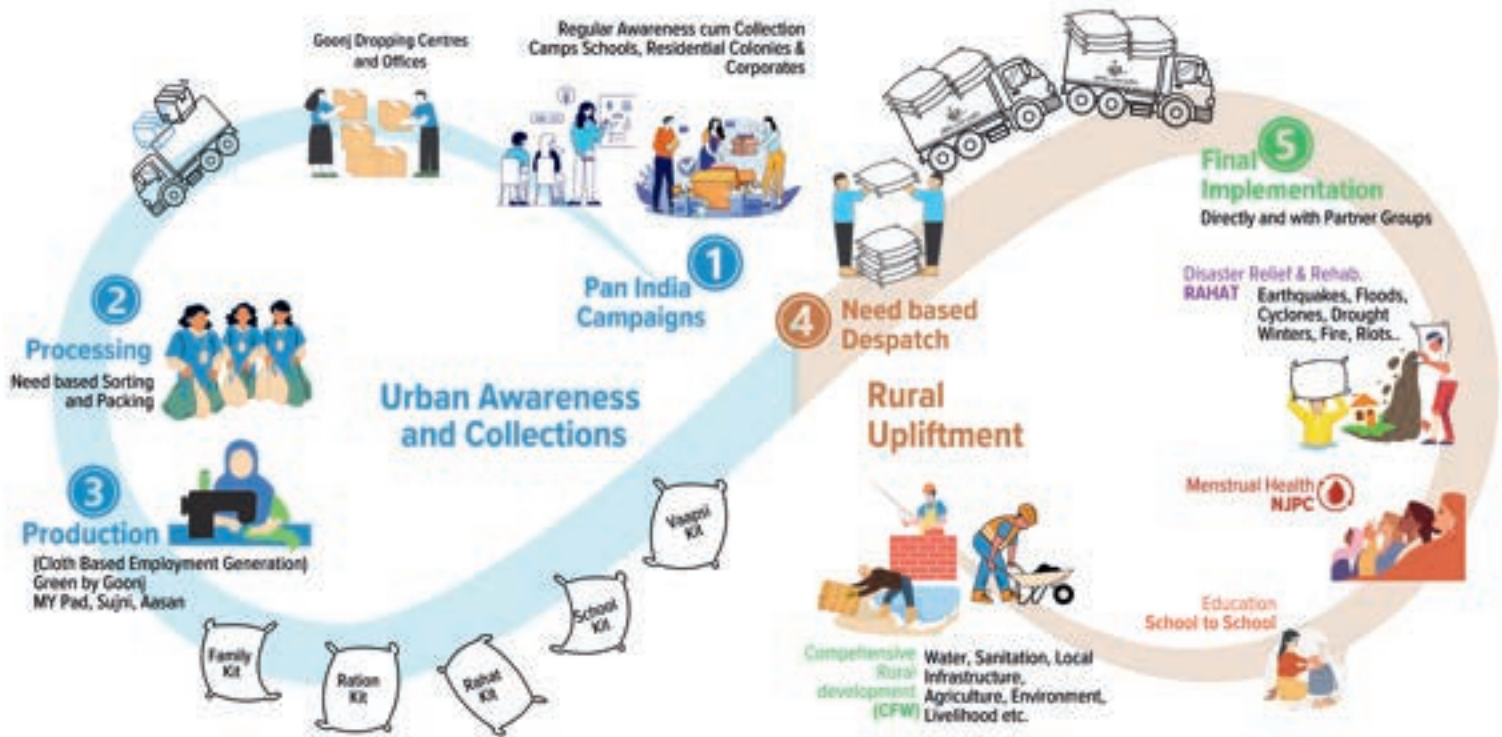 Goonj Dropping Centres
and Offices
Regular Awareness cum Collection
Camps Schools, Residential Colonies &
Corporates
1
Pan India
Campaigns
2
Processing
Need based Sorting
and Packing
3
Production
(Cloth Based Employment Generation)
Green by Goonj
MY Pad, Sujni, Aasan
Urban Awareness
and Collections
Family
Kit
Ration
Kit
Rahat
Kit
School
Kit
Vaapsi
Kit
4
Need based
Despatch
Rural
Upliftment
5
Final
Implementation
Directly and with Partner Groups
Disaster Relief & Rehab.
RAHAT
Earthquakes, Floods,
Cyclones, Drought
Winters, Fire, Riots..
Menstrual Health
NJPC
Education
School to School
Compehensive
Rural
development
(CFW)
Water, Sanitation, Local
Infrastructure,
Agriculture, Environment,
Livelihood etc.